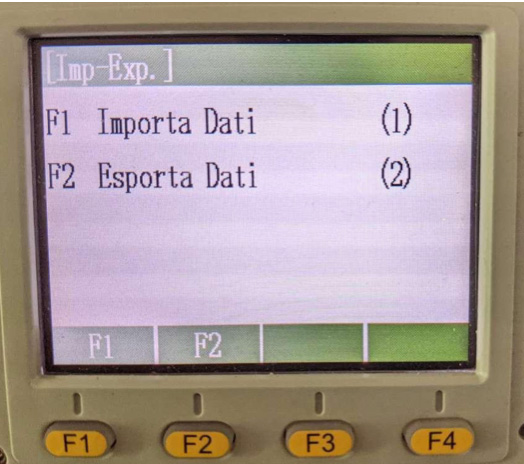 [Imp-Exp.]
F1 Importa Dati (1)
F2 Esporta Dati (2)
F1 F2
F1 F2 F3 F4